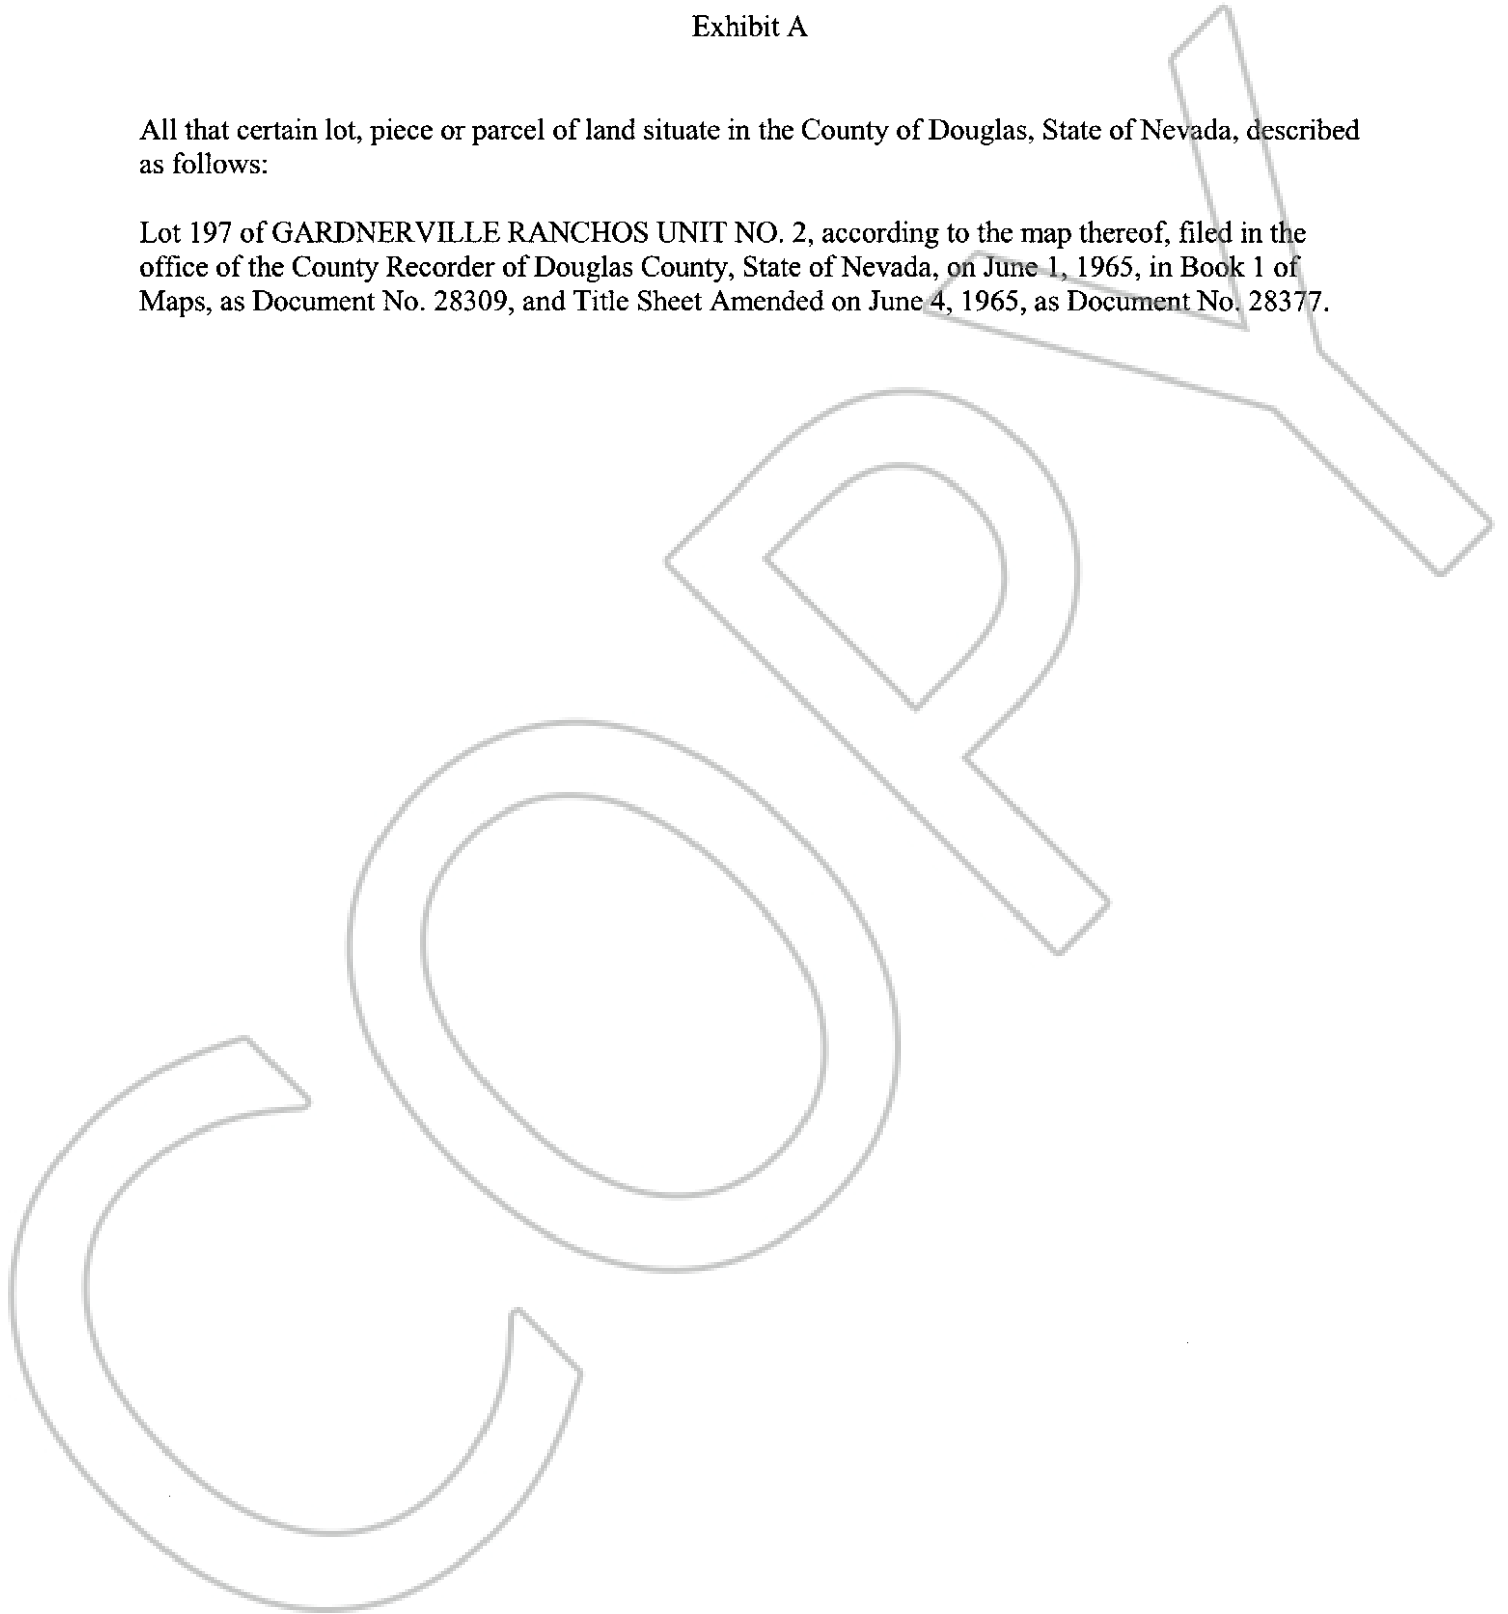 Exhibit A
All that certain lot, piece or parcel of land situate in the County of Douglas, State of Nevada, described
as follows:
Lot 197 of GARDNERVILLE RANCHOS UNIT NO. 2, according to the map thereof, filed in the
office of the County Recorder of Douglas County, State of Nevada, on June 1, 1965, in Book 1 of
Maps, as Document No. 28309, and Title Sheet Amended on June 4, 1965, as Document No. 28377.
COPY